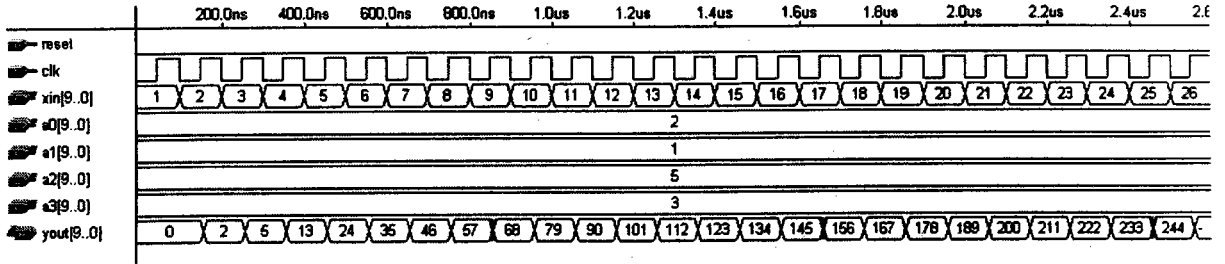 200.0ns 400.0ns 600.0ns 800.0ns 1.0us 1.2us 1.4us 1.6us 1.8us 2.0us 2.2us 2.4us
reset
clk
xin[9..0] 1 2 3 4 5 6 7 8 9 10 11 12 13 14 15 16 17 18 19 20 21 22 23 24 25 26
a0[9..0] 2
a1[9..0] 1
a2[9..0] 5
a3[9..0] 3
yout[9..0] 0 2 5 13 24 35 46 57 68 79 90 101 112 123 134 145 156 167 178 189 200 211 222 233 244 -